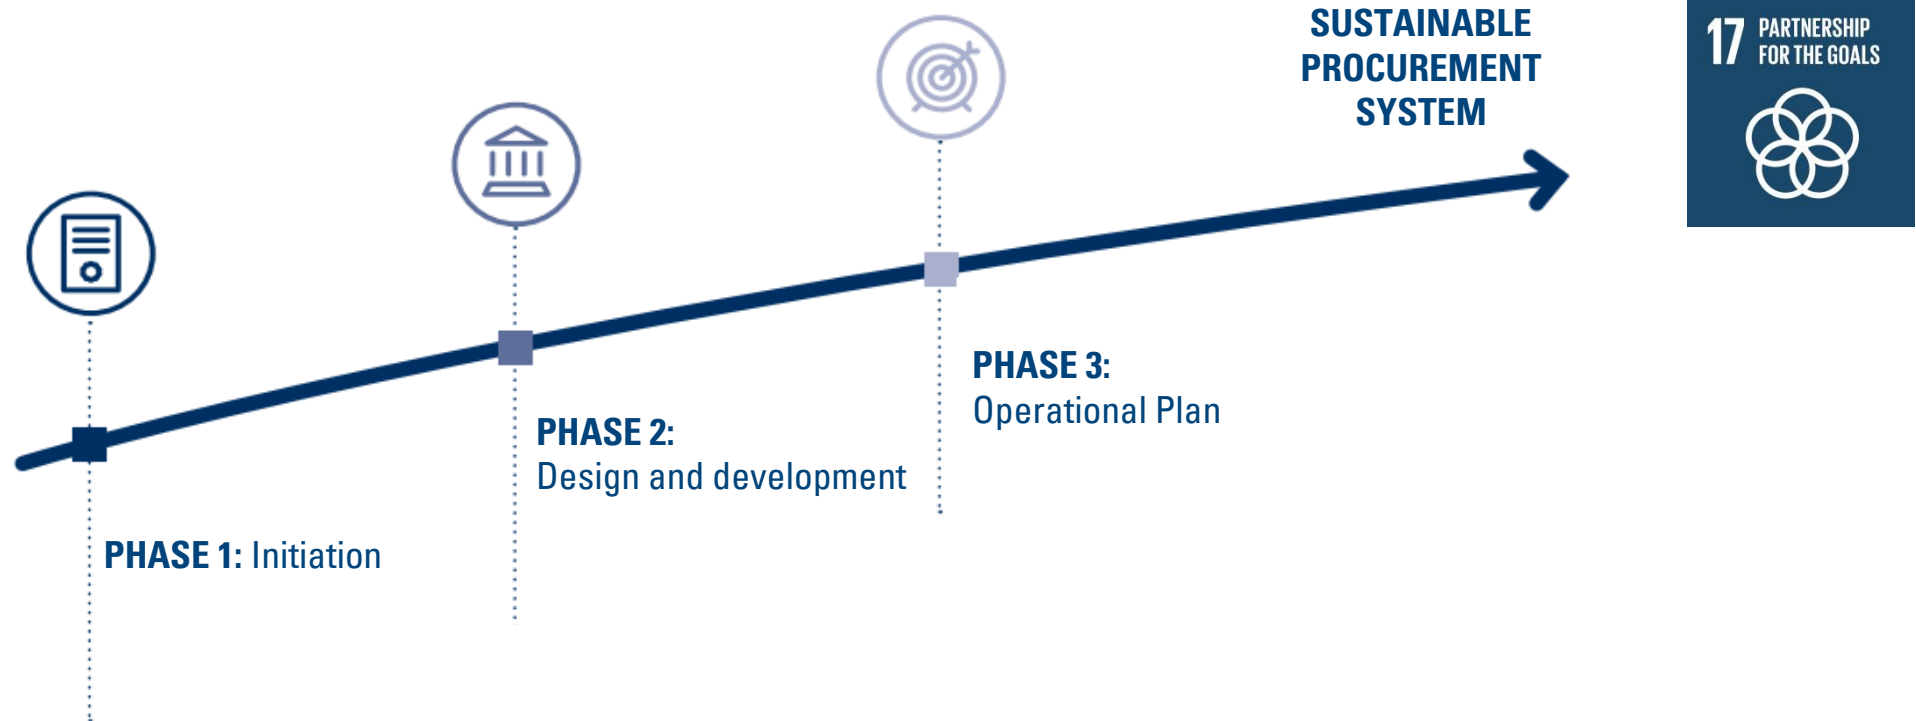 SUSTAINABLE
PROCUREMENT
SYSTEM
17 PARTNERSHIP
FOR THE GOALS
PHASE 1: Initiation
PHASE 2:
Design and development
PHASE 3:
Operational Plan